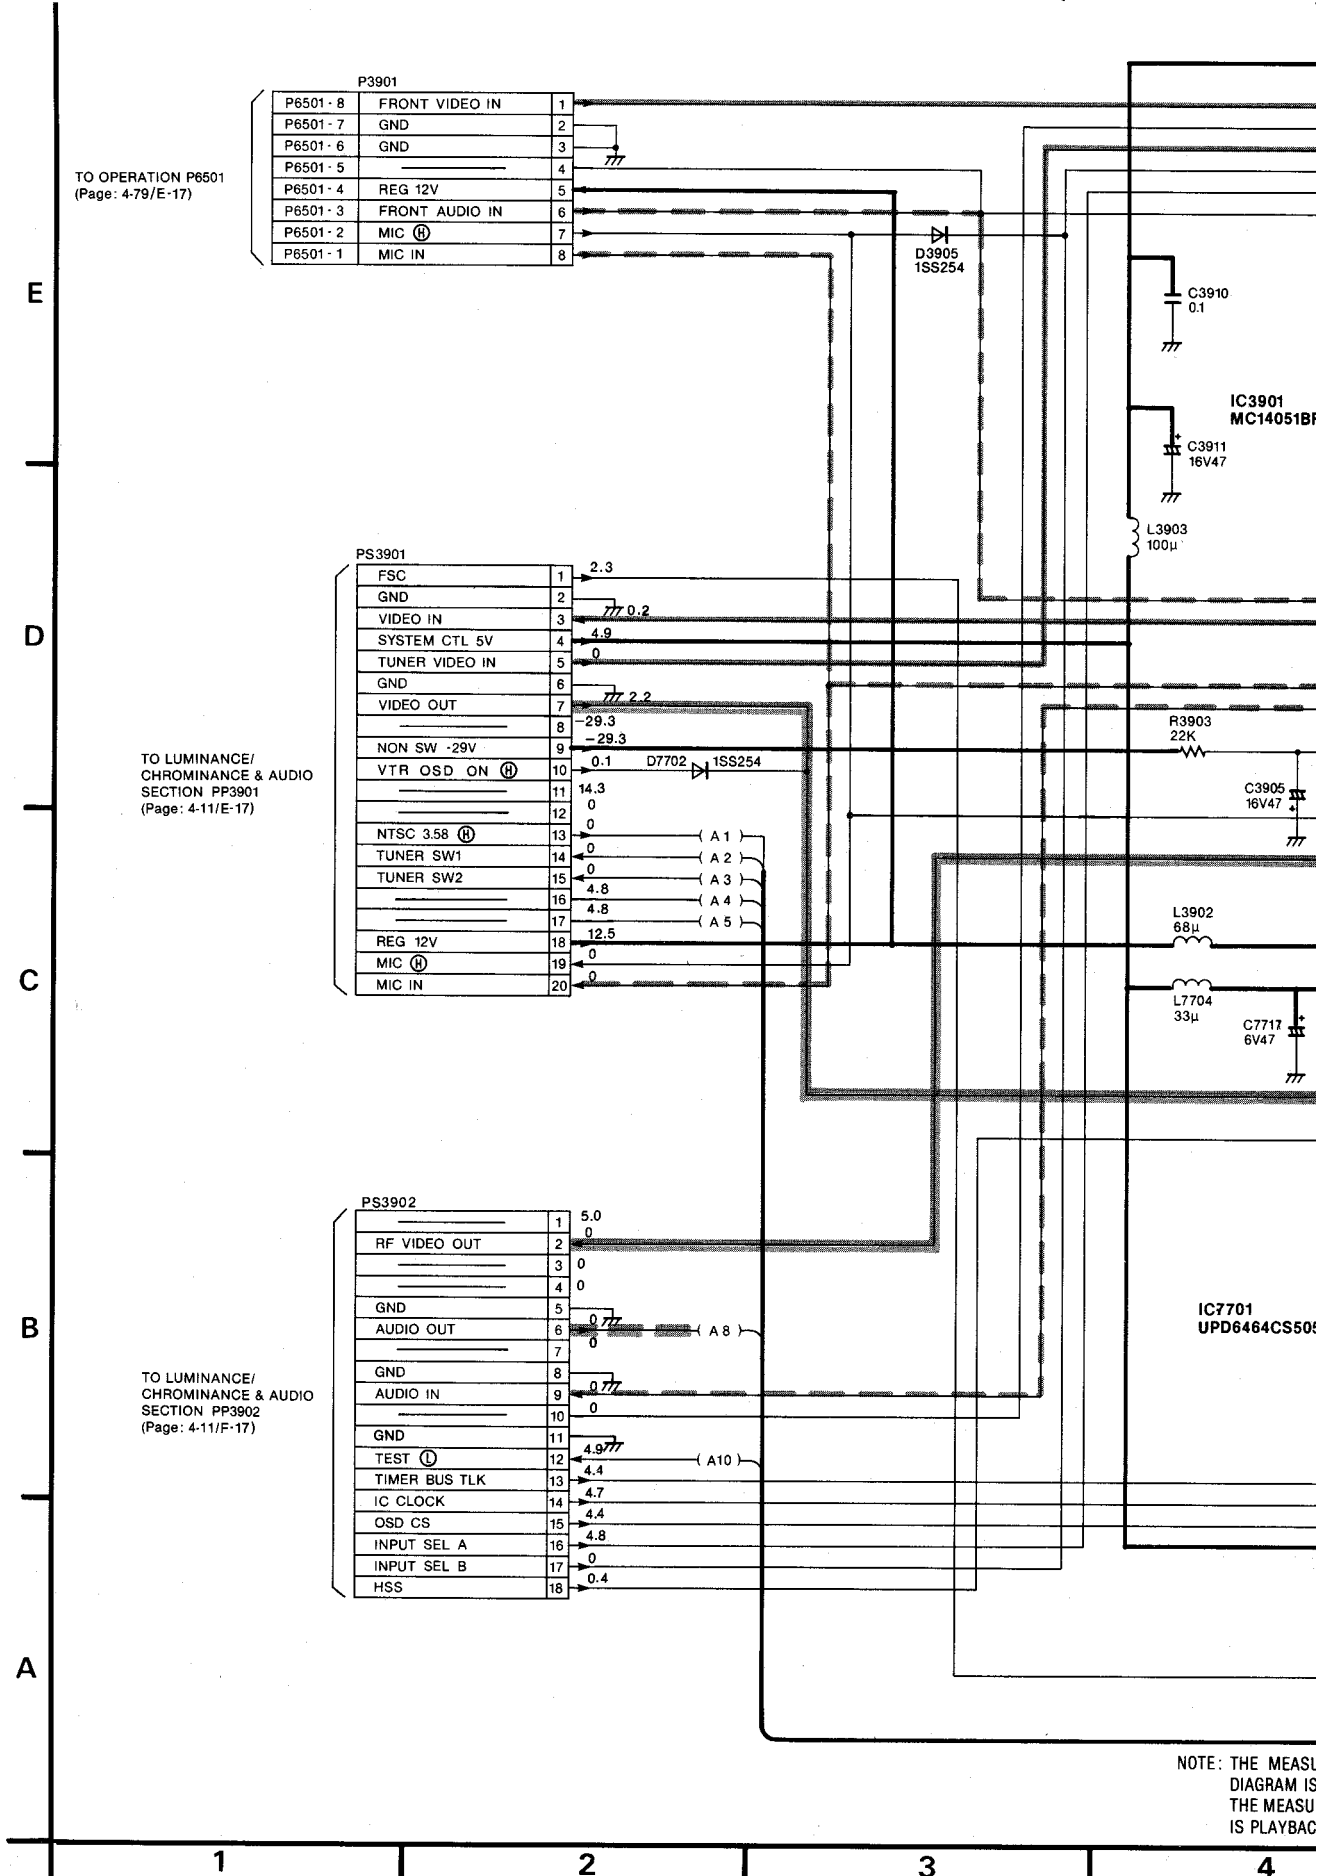 P3901
P6501 - 8 FRONT VIDEO IN 1
P6501 - 7 GND 2
P6501 - 6 GND 3
P6501 - 5 4
P6501 - 4 REG 12V 5
P6501 - 3 FRONT AUDIO IN 6
P6501 - 2 MIC (H) 7
P6501 - 1 MIC IN 8
TO OPERATION P6501
(Page: 4-79/E-17)
D3905
1SS254
E
C3910
0.1
IC3901
MC14051B
C3911
16V47
L3903
100µ
PS3901
FSC 1 2.3
GND 2
VIDEO IN 3 0.2
SYSTEM CTL 5V 4 4.9
TUNER VIDEO IN 5 0
GND 6
VIDEO OUT 7 2.2
8 -29.3
NON SW -29V 9 -29.3
VTR OSD ON (H) 10 0.1
11 14.3
12 0
NTSC 3.58 (H) 13 0 ( A 1 )
TUNER SW1 14 0 ( A 2 )
TUNER SW2 15 0 ( A 3 )
16 4.8 ( A 4 )
17 4.8 ( A 5 )
REG 12V 18 12.5
MIC (H) 19 0
MIC IN 20 0
D
D7702 1SS254
R3903
22K
TO LUMINANCE/
CHROMINANCE & AUDIO
SECTION PP3901
(Page: 4-11/E-17)
C3905
16V47
L3902
68µ
C
L7704
33µ
C7717
6V47
PS3902
1 5.0
RF VIDEO OUT 2 0
3 0
4 0
GND 5
AUDIO OUT 6 0 ( A 8 )
7 0
GND 8
AUDIO IN 9 0
10 0
GND 11
TEST (L) 12 4.9 ( A10 )
TIMER BUS TLK 13 4.4
IC CLOCK 14 4.7
OSD CS 15 4.4
INPUT SEL A 16 4.8
INPUT SEL B 17 0
HSS 18 0.4
B
IC7701
UPD6464CS505
TO LUMINANCE/
CHROMINANCE & AUDIO
SECTION PP3902
(Page: 4-11/F-17)
A
NOTE: THE MEASU
DIAGRAM IS
THE MEASU
IS PLAYBAC
1 2 3 4